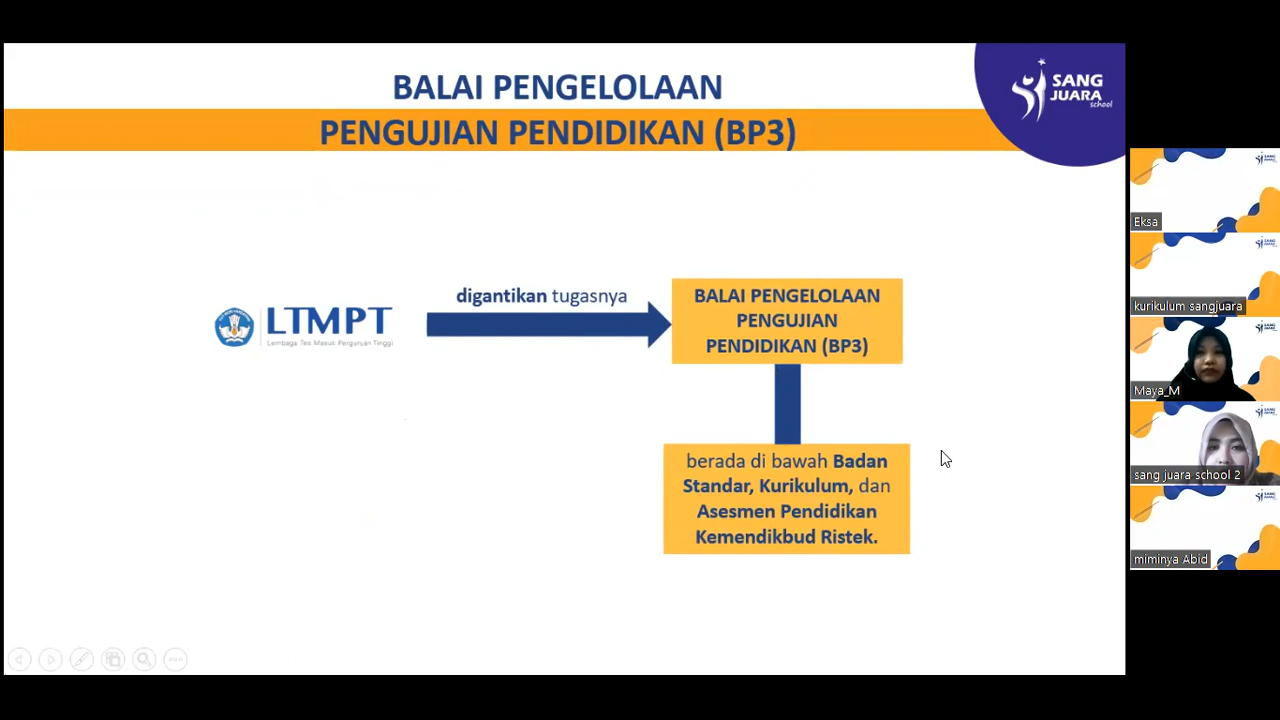 BALAI PENGELOLAAN
PENGUJIAN PENDIDIKAN (BP3)
SANG
JUARA
school
LTMPT
Lembaga Tes Masuk Perguruan Tinggi
digantikan tugasnya
BALAI PENGELOLAAN
PENGUJIAN
PENDIDIKAN (BP3)
berada di bawah Badan
Standar, Kurikulum, dan
Asesmen Pendidikan
Kemendikbud Ristek.
Eksa
kurikulum sangjuara
Maya_M
sang juara school 2
miminya Abid